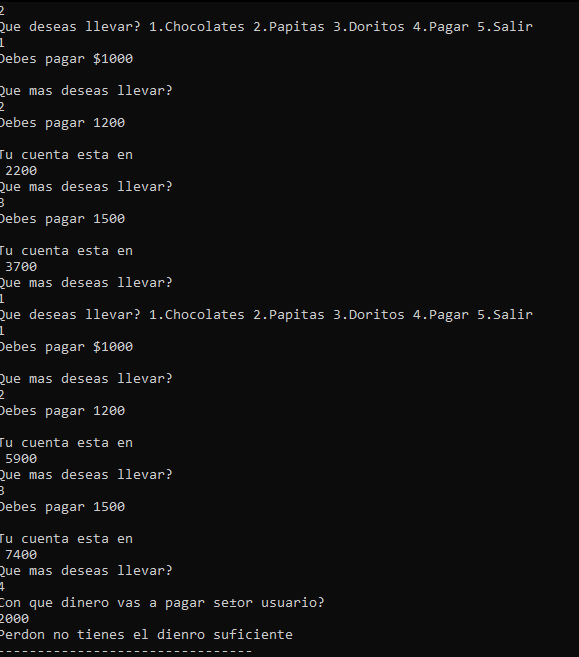 2
Que deseas llevar? 1.Chocolates 2.Papitas 3.Doritos 4.Pagar 5.Salir
1
Debes pagar $1000
Que mas deseas llevar?
2
Debes pagar 1200
Tu cuenta esta en
2200
Que más deseas llevar?
3
Debes pagar 1500
Tu cuenta esta en
3700
Que mas deseas llevar?
1
Que deseas llevar? 1.Chocolates 2.Papitas 3.Doritos 4.Pagar 5.Salir
1
Debes pagar $1000
Que mas deseas llevar?
2
Debes pagar 1200
Tu cuenta esta en
5900
Que mas deseas llevar?
3
Debes pagar 1500
Tu cuenta esta en
7400
Que mas deseas llevar?
4
Con que dinero vas a pagar se±or usuario?
2000
Perdon no tienes el dienro suficiente
--------------------------------